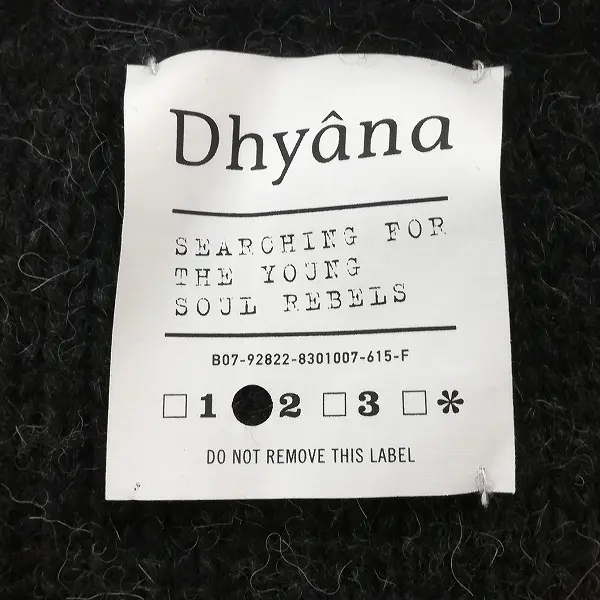 Dhyâna
SEARCHING FOR
THE YOUNG
SOUL REBELS
B07-92822-8301007-615-F
□1 ●2 □3 □*
DO NOT REMOVE THIS LABEL